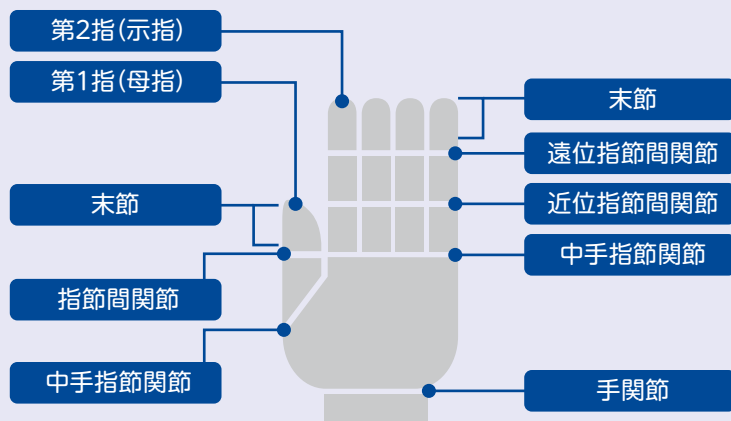 第2指(示指)
第1指(母指)
末節
指節間関節
中手指節関節
末節
遠位指節間関節
近位指節間関節
中手指節関節
手関節